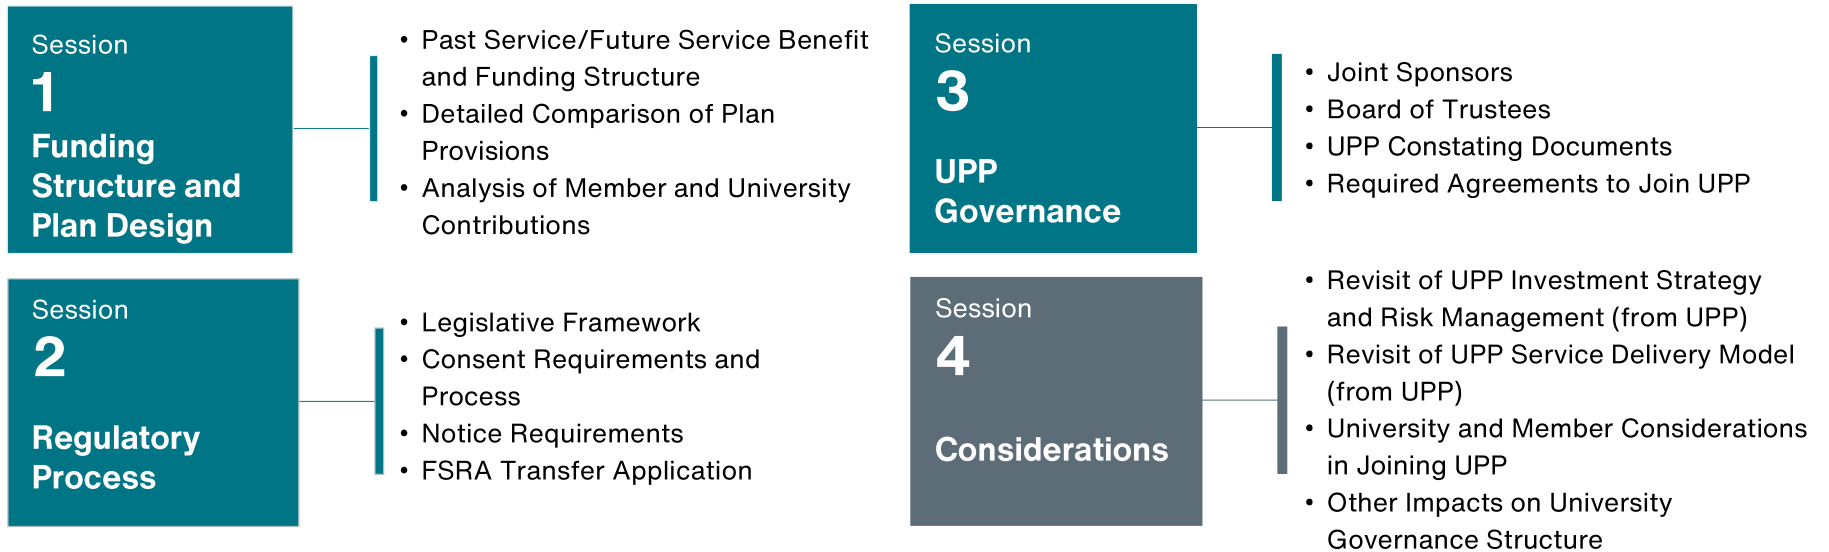 Session
1
Funding
Structure and
Plan Design
• Past Service/Future Service Benefit
and Funding Structure
• Detailed Comparison of Plan
Provisions
• Analysis of Member and University
Contributions
Session
2
Regulatory
Process
• Legislative Framework
• Consent Requirements and
Process
• Notice Requirements
• FSRA Transfer Application
Session
3
UPP
Governance
• Joint Sponsors
• Board of Trustees
• UPP Constating Documents
• Required Agreements to Join UPP
Session
4
Considerations
• Revisit of UPP Investment Strategy
and Risk Management (from UPP)
• Revisit of UPP Service Delivery Model
(from UPP)
• University and Member Considerations
in Joining UPP
• Other Impacts on University
Governance Structure